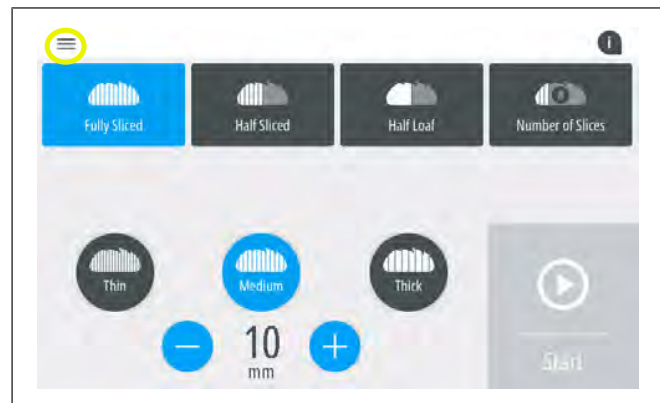 i
Fully Sliced
Half Sliced
Half Loaf
Number of Slices
Thin
Medium
Thick
10
mm
Start